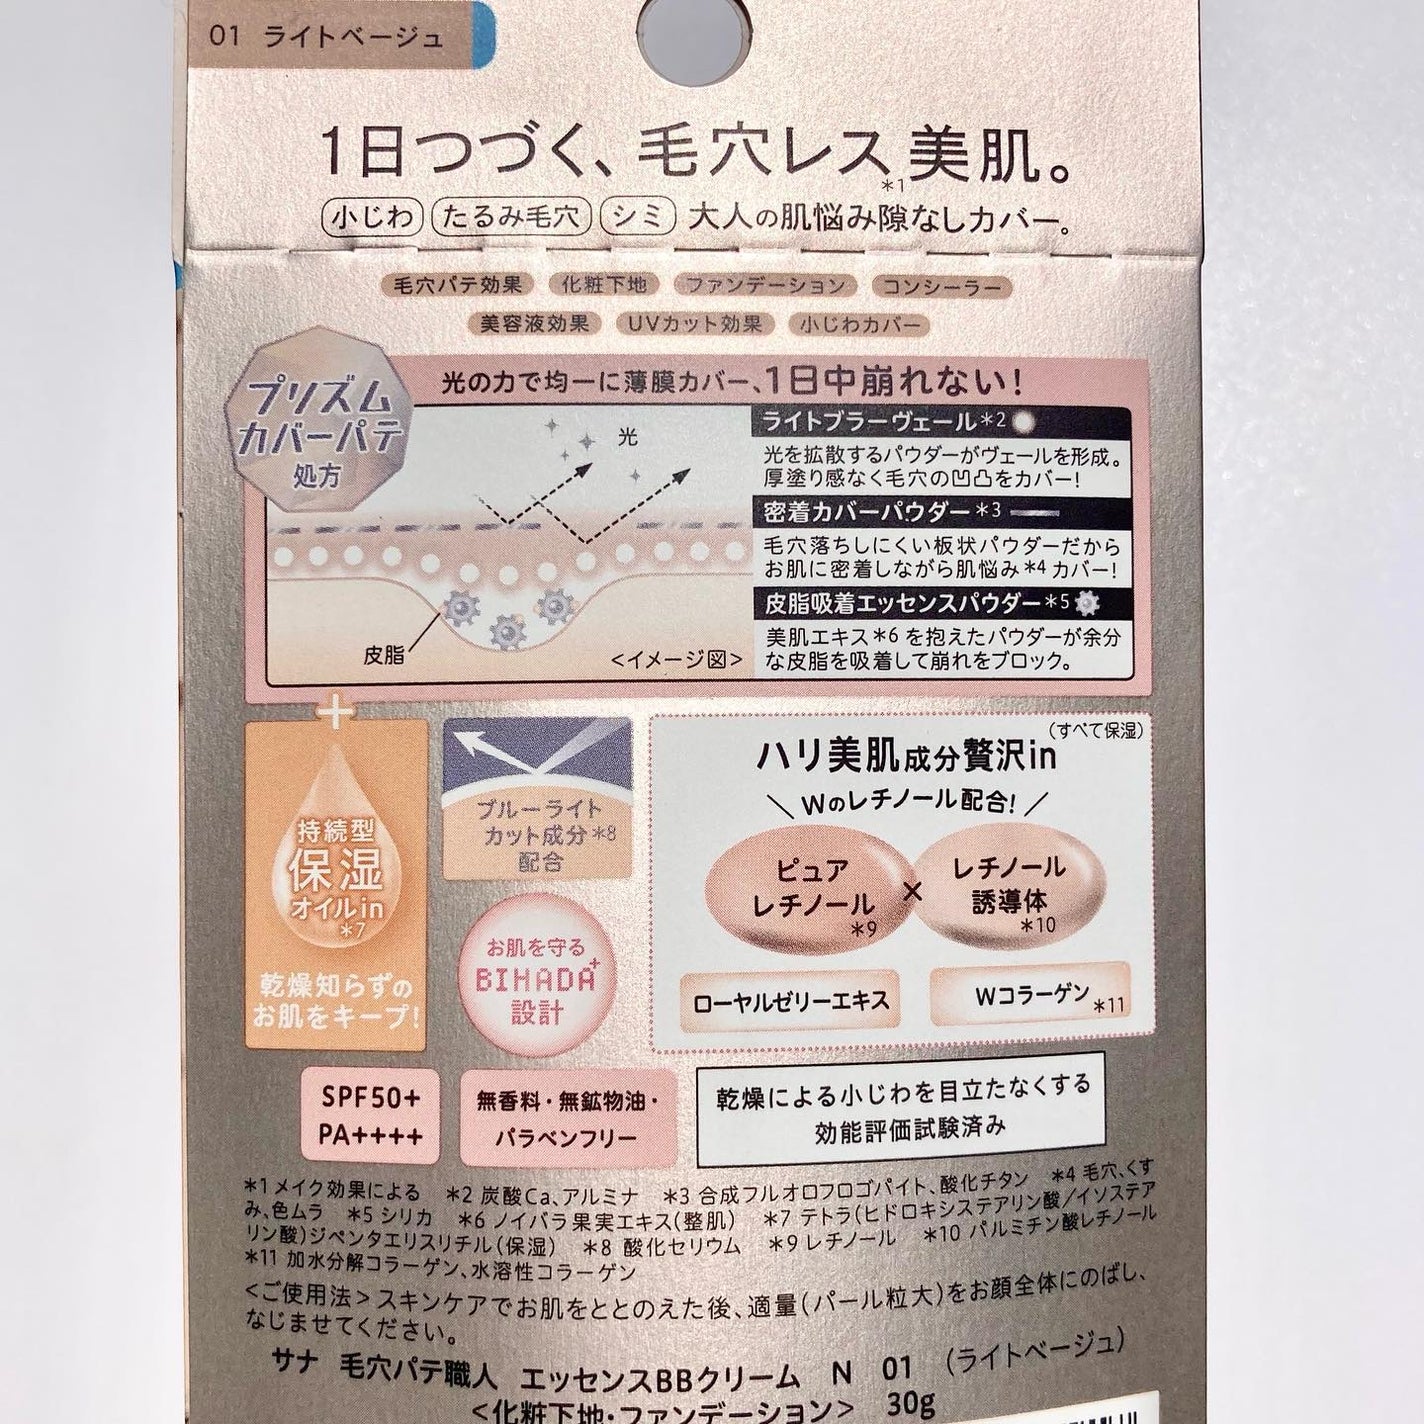 01 ライトベージュ
1日つづく、毛穴レス*1美肌。
小じわ たるみ毛穴 シミ 大人の肌悩み隙なしカバー。
毛穴パテ効果 化粧下地 ファンデーション コンシーラー
美容液効果 UVカット効果 小じわカバー
プリズム
カバーパテ
処方
光の力で均一に薄膜カバー、1日中崩れない!
光
皮脂
<イメージ図>
ライトブラーヴェール*2
光を拡散するパウダーがヴェールを形成。
厚塗り感なく毛穴の凹凸をカバー!
密着カバーパウダー*3
毛穴落ちしにくい板状パウダーだから
お肌に密着しながら肌悩み*4カバー!
皮脂吸着エッセンスパウダー*5
美肌エキス*6を抱えたパウダーが余分
な皮脂を吸着して崩れをブロック。
+
持続型
保湿
オイルin
*7
乾燥知らずの
お肌をキープ!
ブルーライト
カット成分*8
配合
お肌を守る
BIHADA+
設計
(すべて保湿)
ハリ美肌成分贅沢in
\ Wのレチノール配合! /
ピュア
レチノール
*9
×
レチノール
誘導体
*10
ローヤルゼリーエキス
Wコラーゲン*11
SPF50+
PA++++
無香料・無鉱物油・
パラベンフリー
乾燥による小じわを目立たなくする
効能評価試験済み
*1 メイク効果による *2 炭酸Ca、アルミナ *3 合成フルオロフロゴパイト、酸化チタン *4 毛穴、くす
み、色ムラ *5 シリカ *6 ノイバラ果実エキス(整肌) *7 テトラ(ヒドロキシステアリン酸/イソステア
リン酸)ジペンタエリスリチル(保湿) *8 酸化セリウム *9 レチノール *10 パルミチン酸レチノール
*11 加水分解コラーゲン、水溶性コラーゲン
<ご使用法>スキンケアでお肌をととのえた後、適量(パール粒大)をお顔全体にのばし、
なじませてください。
サナ 毛穴パテ職人 エッセンスBBクリーム N 01 (ライトベージュ)
<化粧下地・ファンデーション> 30g